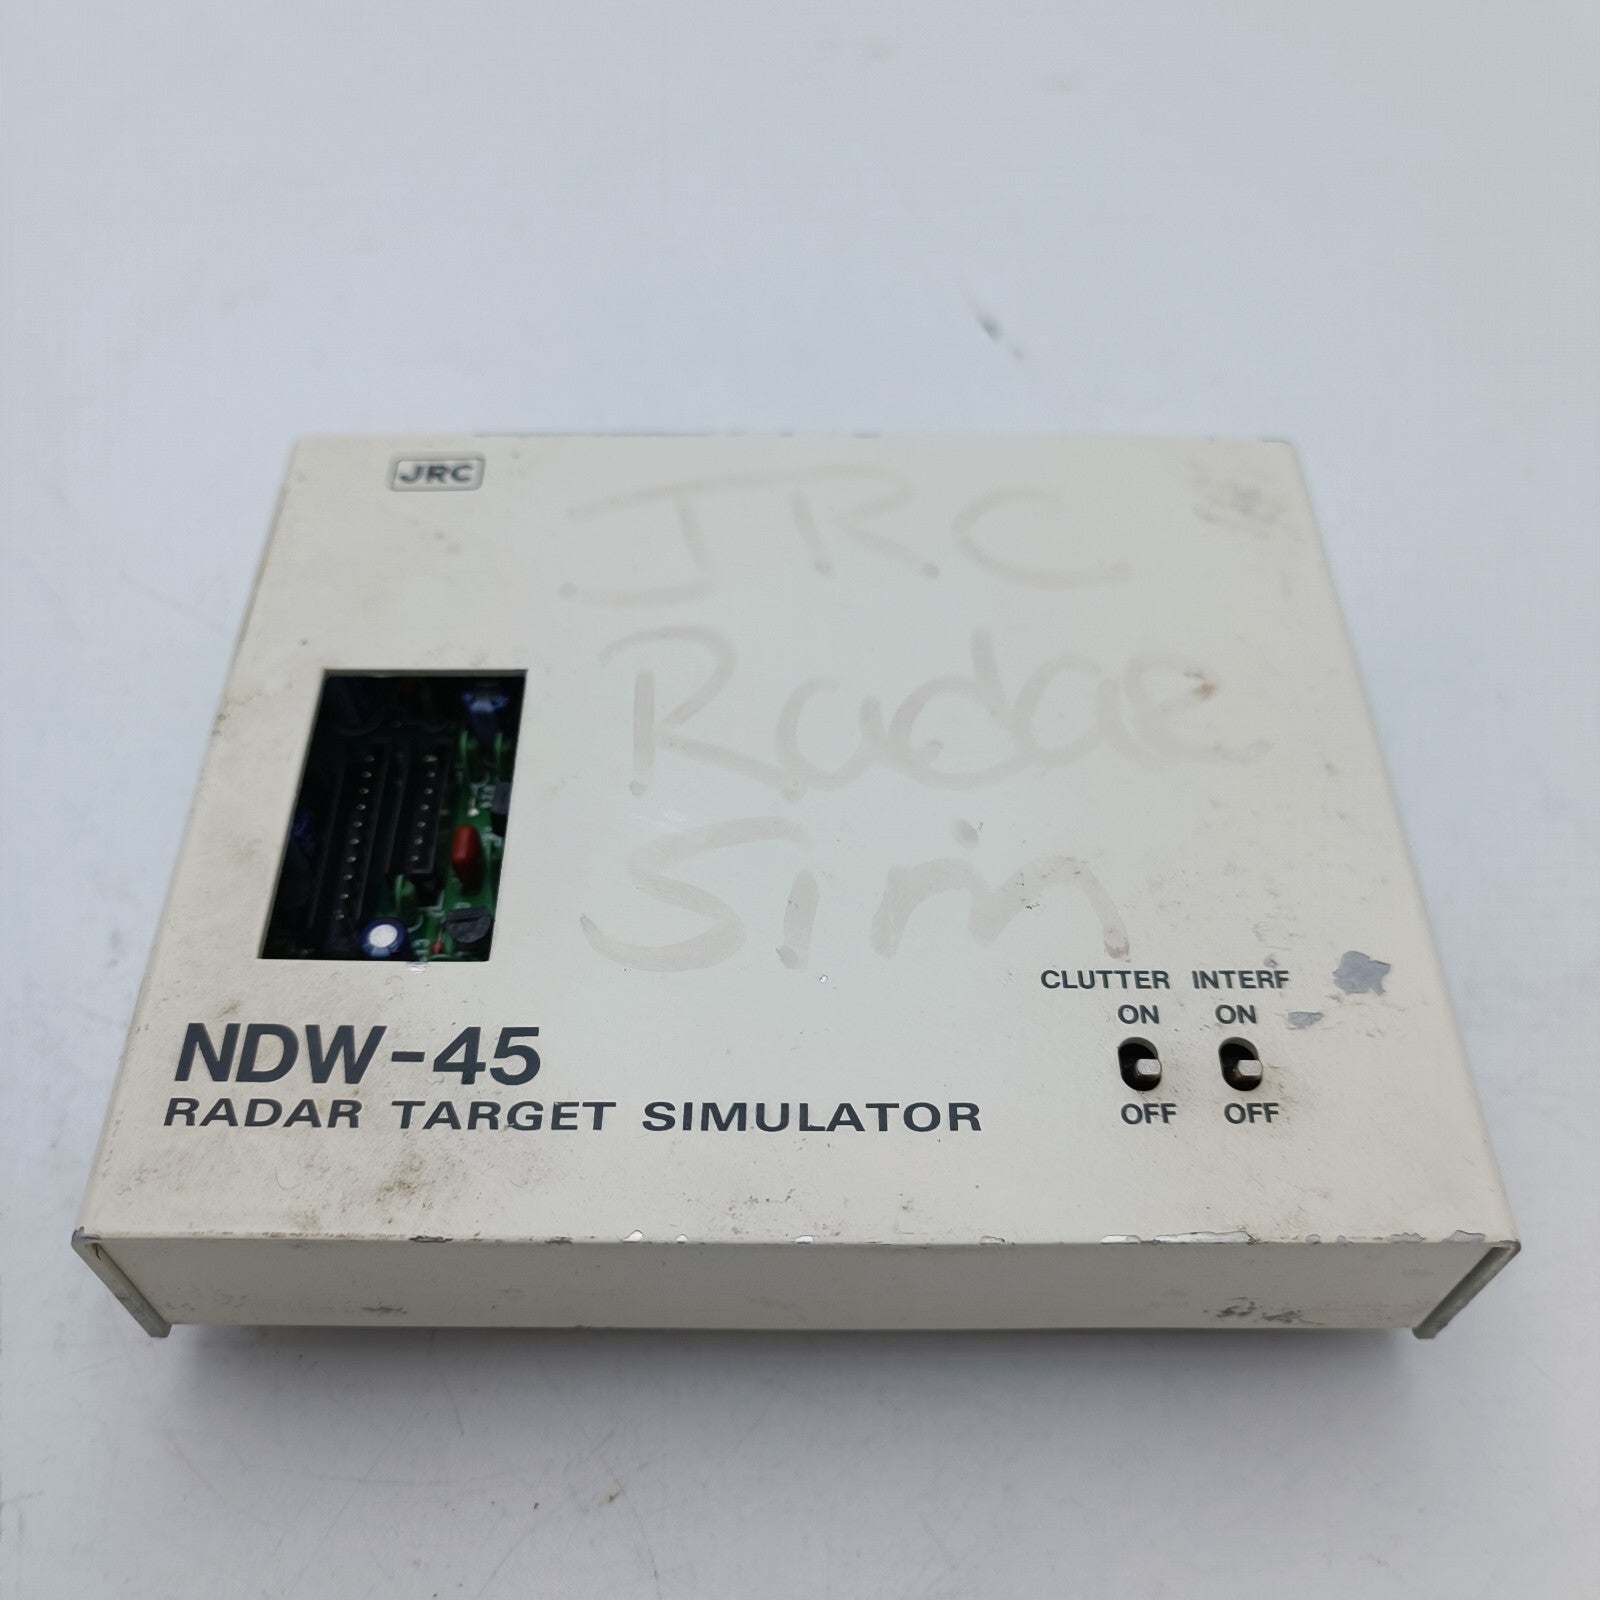 JRC
JRC
Radar
Sim
CLUTTER INTERF
ON ON
OFF OFF
NDW-45
RADAR TARGET SIMULATOR